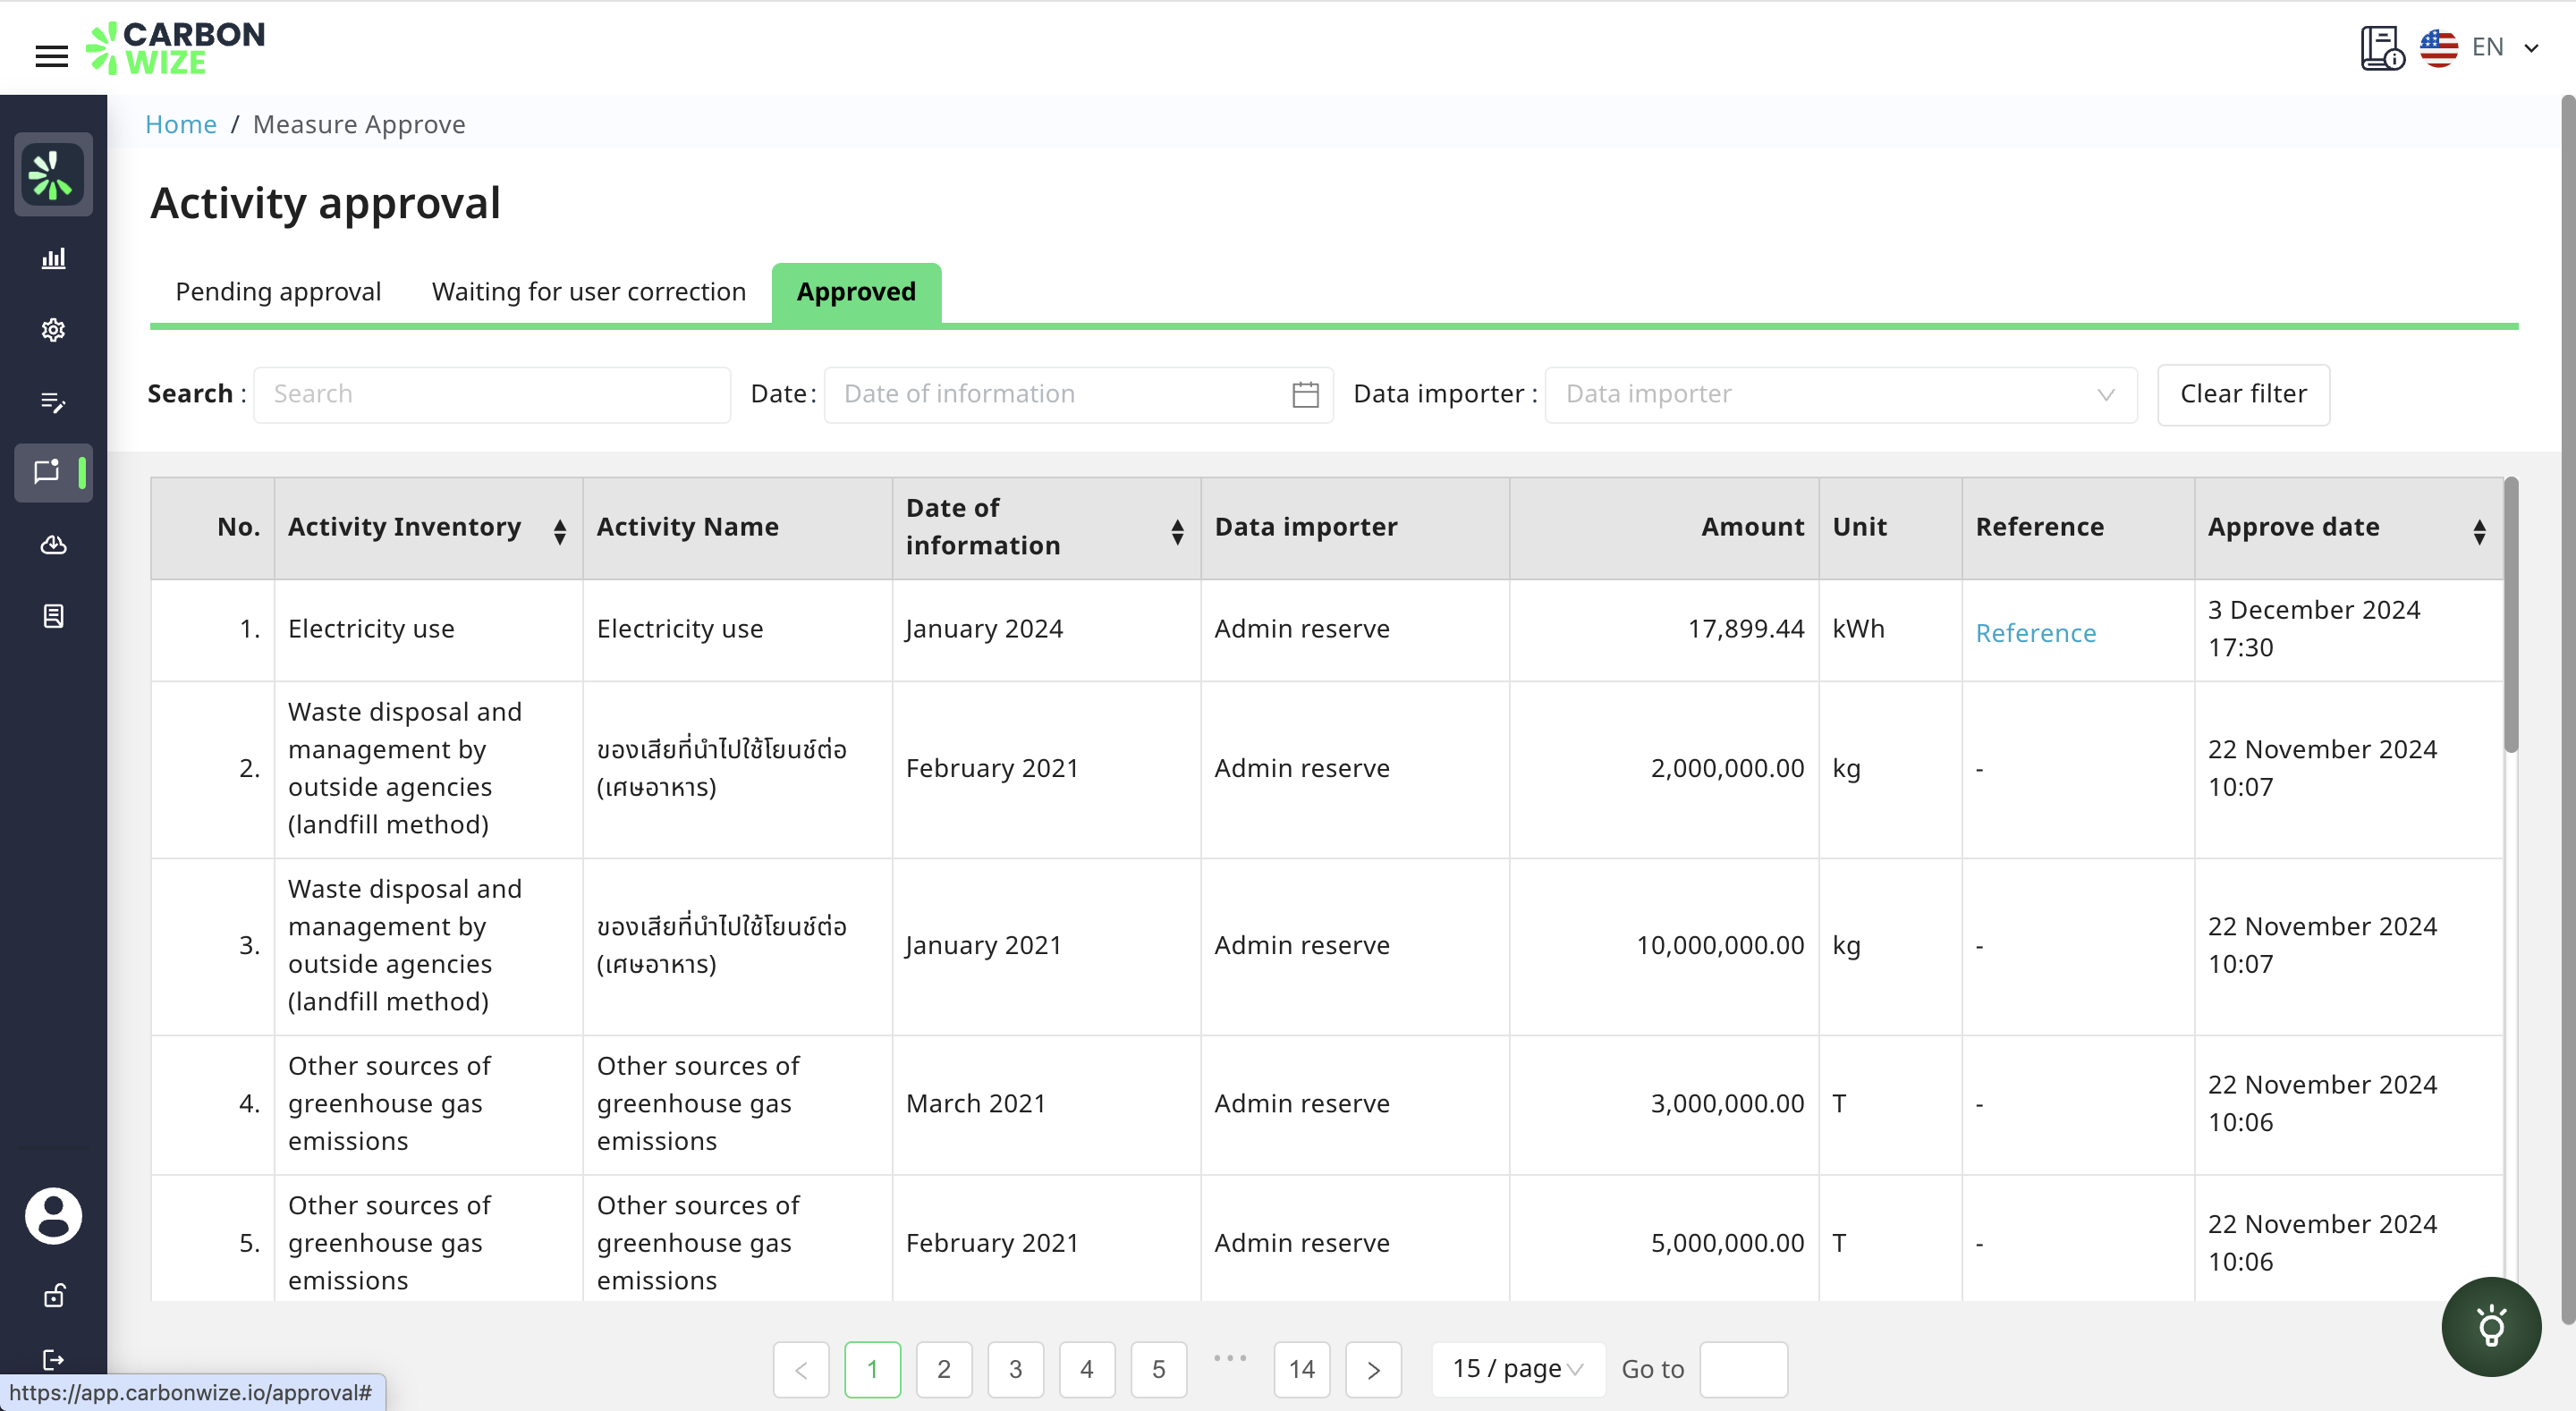 CARBON
WIZE
EN
Home / Measure Approve
Activity approval
Pending approval
Waiting for user correction
Approved
Search : Search
Date : Date of information
Data importer : Data importer
Clear filter
No. Activity Inventory Activity Name Date of information Data importer Amount Unit Reference Approve date
1. Electricity use Electricity use January 2024 Admin reserve 17,899.44 kWh Reference 3 December 2024 17:30
2. Waste disposal and management by outside agencies (landfill method) ของเสียที่นำไปใช้โยนช์ต่อ (เศษอาหาร) February 2021 Admin reserve 2,000,000.00 kg - 22 November 2024 10:07
3. Waste disposal and management by outside agencies (landfill method) ของเสียที่นำไปใช้โยนช์ต่อ (เศษอาหาร) January 2021 Admin reserve 10,000,000.00 kg - 22 November 2024 10:07
4. Other sources of greenhouse gas emissions Other sources of greenhouse gas emissions March 2021 Admin reserve 3,000,000.00 T - 22 November 2024 10:06
5. Other sources of greenhouse gas emissions Other sources of greenhouse gas emissions February 2021 Admin reserve 5,000,000.00 T - 22 November 2024 10:06
< 1 2 3 4 5 ••• 14 > 15 / page Go to
https://app.carbonwize.io/approval#